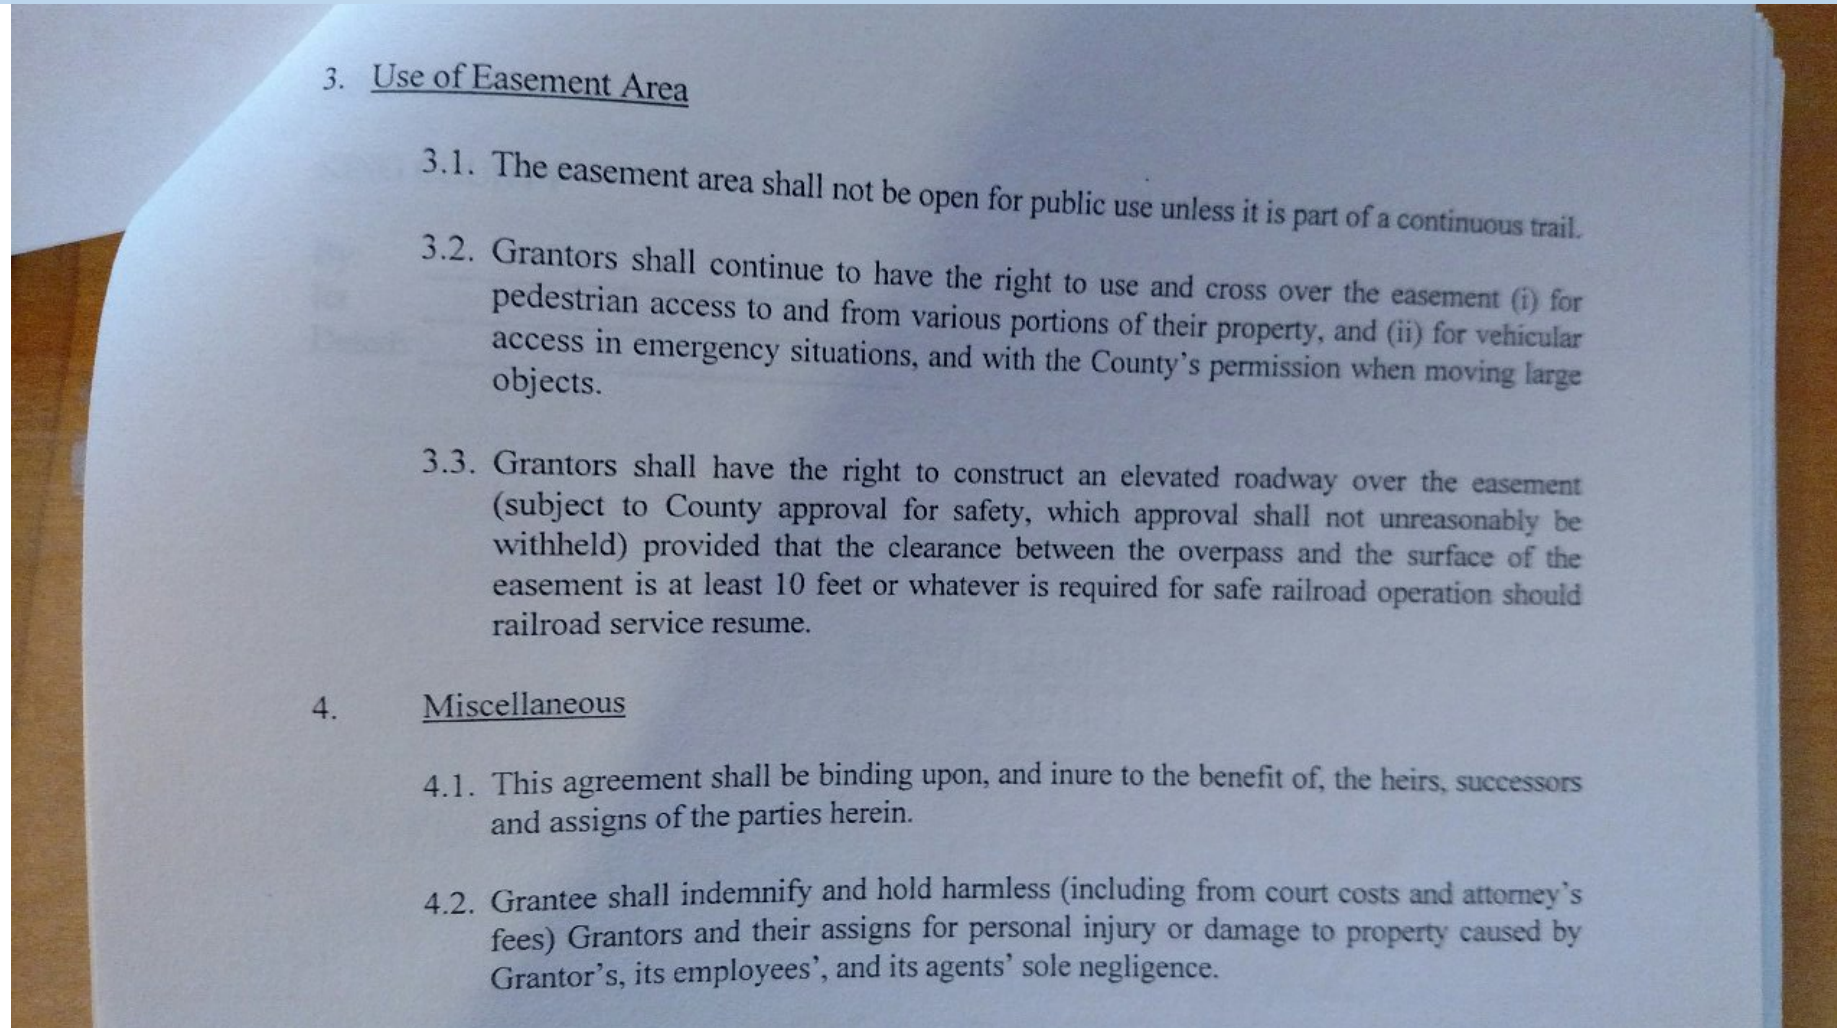 3. Use of Easement Area
3.1. The easement area shall not be open for public use unless it is part of a continuous trail.
3.2. Grantors shall continue to have the right to use and cross over the easement (i) for
pedestrian access to and from various portions of their property, and (ii) for vehicular
access in emergency situations, and with the County's permission when moving large
objects.
3.3. Grantors shall have the right to construct an elevated roadway over the easement
(subject to County approval for safety, which approval shall not unreasonably be
withheld) provided that the clearance between the overpass and the surface of the
easement is at least 10 feet or whatever is required for safe railroad operation should
railroad service resume.
4. Miscellaneous
4.1. This agreement shall be binding upon, and inure to the benefit of, the heirs, successors
and assigns of the parties herein.
4.2. Grantee shall indemnify and hold harmless (including from court costs and attorney's
fees) Grantors and their assigns for personal injury or damage to property caused by
Grantor's, its employees', and its agents' sole negligence.